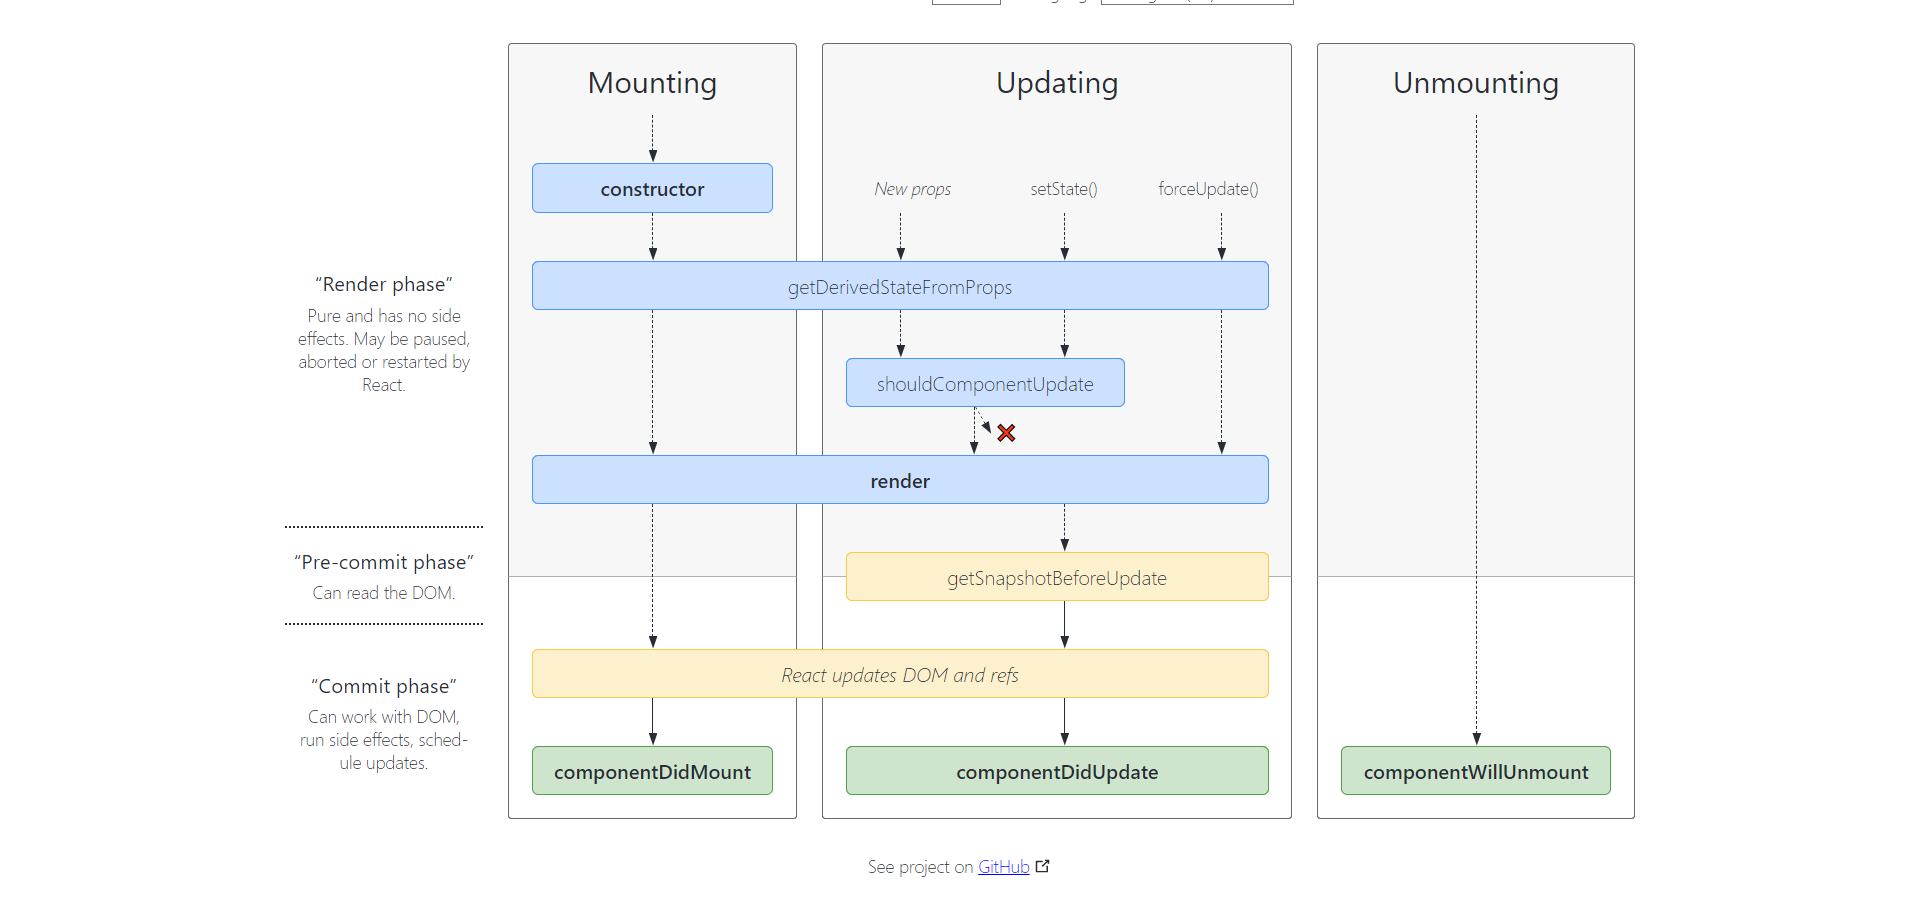 Mounting
Updating
Unmounting
constructor
New props
setState()
forceUpdate()
“Render phase”
Pure and has no side
effects. May be paused,
aborted or restarted by
React.
getDerivedStateFromProps
shouldComponentUpdate
render
“Pre-commit phase”
Can read the DOM.
getSnapshotBeforeUpdate
React updates DOM and refs
“Commit phase”
Can work with DOM,
run side effects, sched-
ule updates.
componentDidMount
componentDidUpdate
componentWillUnmount
See project on GitHub